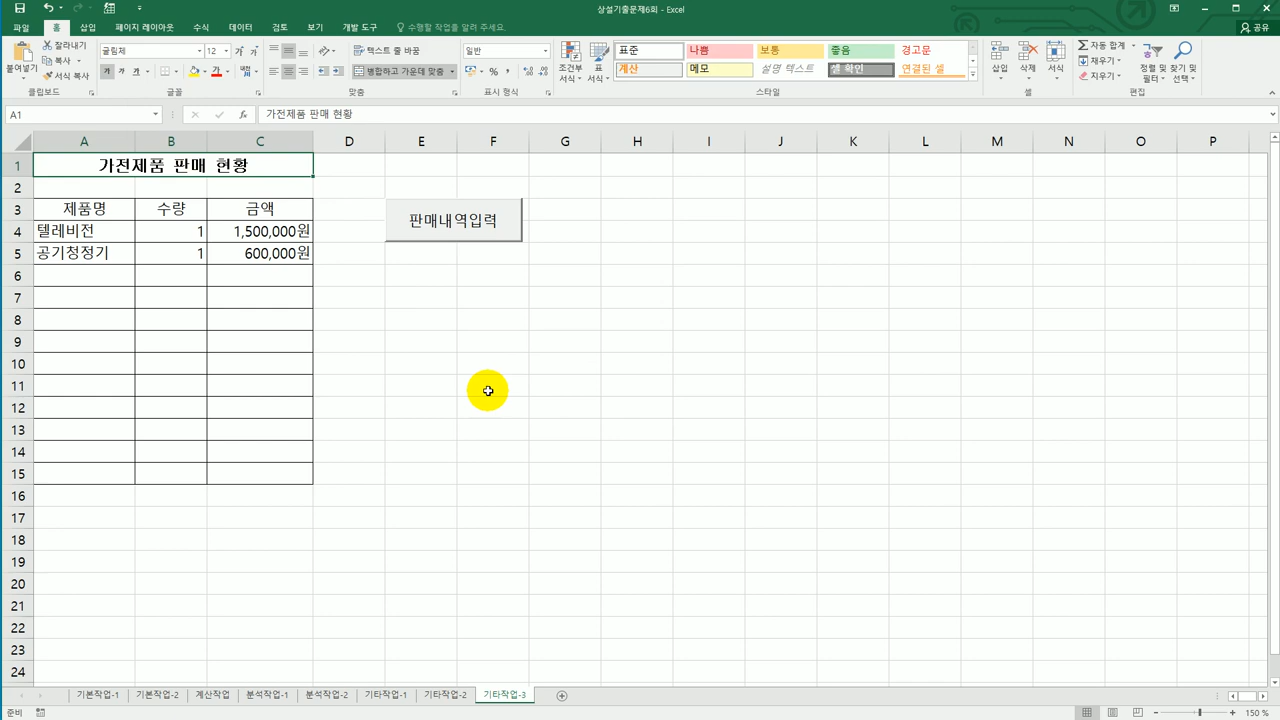 상설기출문제6회 - Excel
파일 홈 삽입 페이지 레이아웃 수식 데이터 검토 보기 개발 도구 수행할 작업을 알려 주세요. 공유
붙여넣기 잘라내기 복사 서식 복사 클립보드
굴림체 12 가 가 가 가 가 가 글꼴
텍스트 줄 바꿈 병합하고 가운데 맞춤 맞춤
일반 % 표시 형식
조건부 서식 표 서식
표준 나쁨 보통 좋음 경고문
계산 메모 설명 텍스트 셀 확인 연결된 셀
스타일
삽입 삭제 서식 셀
자동 합계 채우기 지우기 정렬 및 필터 찾기 및 선택 편집
A1 fx 가전제품 판매 현황
A B C D E F G H I J K L M N O P
1 가전제품 판매 현황
2
3 제품명 수량 금액 판매내역입력
4 텔레비전 1 1,500,000원
5 공기청정기 1 600,000원
6
7
8
9
10
11
12
13
14
15
16
17
18
19
20
21
22
23
24
기본작업-1 기본작업-2 계산작업 분석작업-1 분석작업-2 기타작업-1 기타작업-2 기타작업-3
준비 150 %